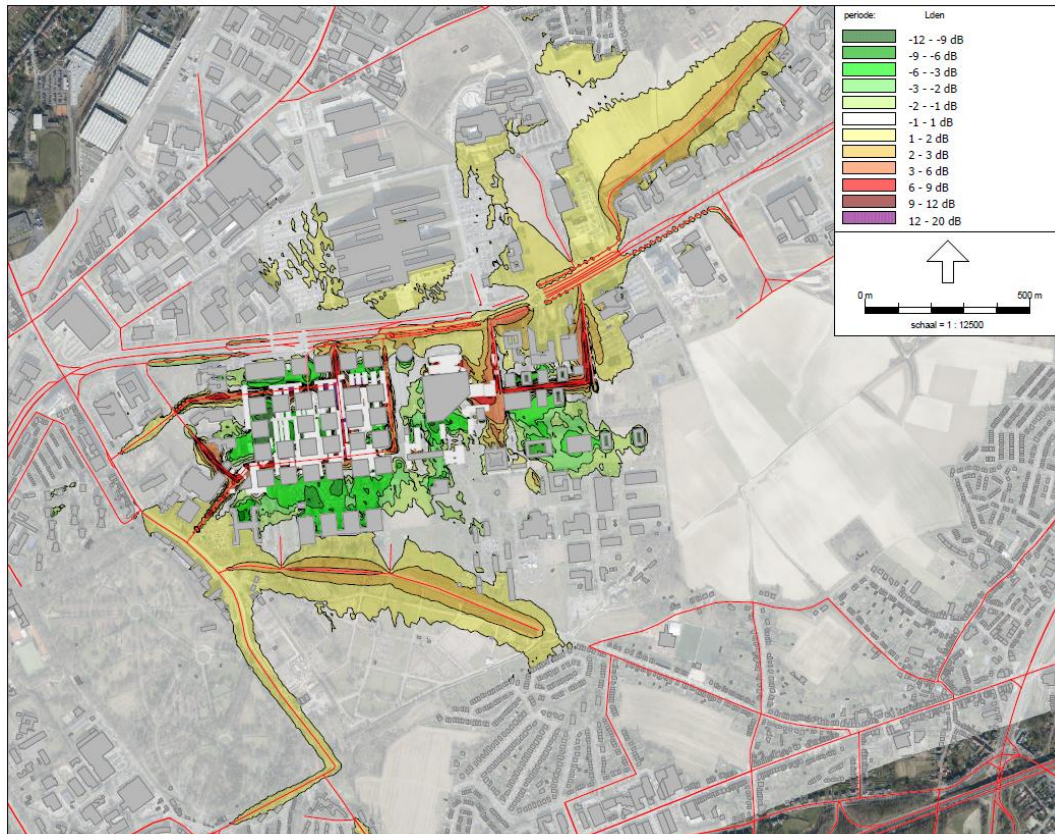 periode: Lden
-12 - -9 dB
-9 - -6 dB
-6 - -3 dB
-3 - -2 dB
-2 - -1 dB
-1 - 1 dB
1 - 2 dB
2 - 3 dB
3 - 6 dB
6 - 9 dB
9 - 12 dB
12 - 20 dB
0 m 500 m
schaal = 1 : 12500